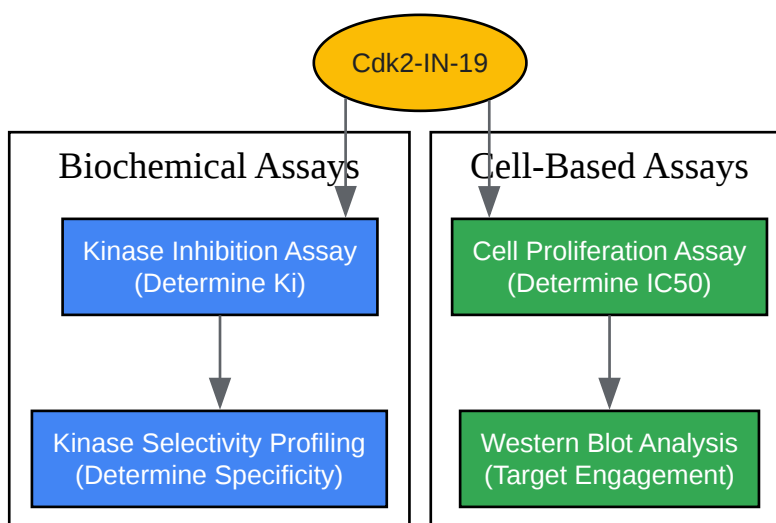 Cdk2-IN-19
Biochemical Assays
Kinase Inhibition Assay
(Determine Ki)
Kinase Selectivity Profiling
(Determine Specificity)
Cell-Based Assays
Cell Proliferation Assay
(Determine IC50)
Western Blot Analysis
(Target Engagement)